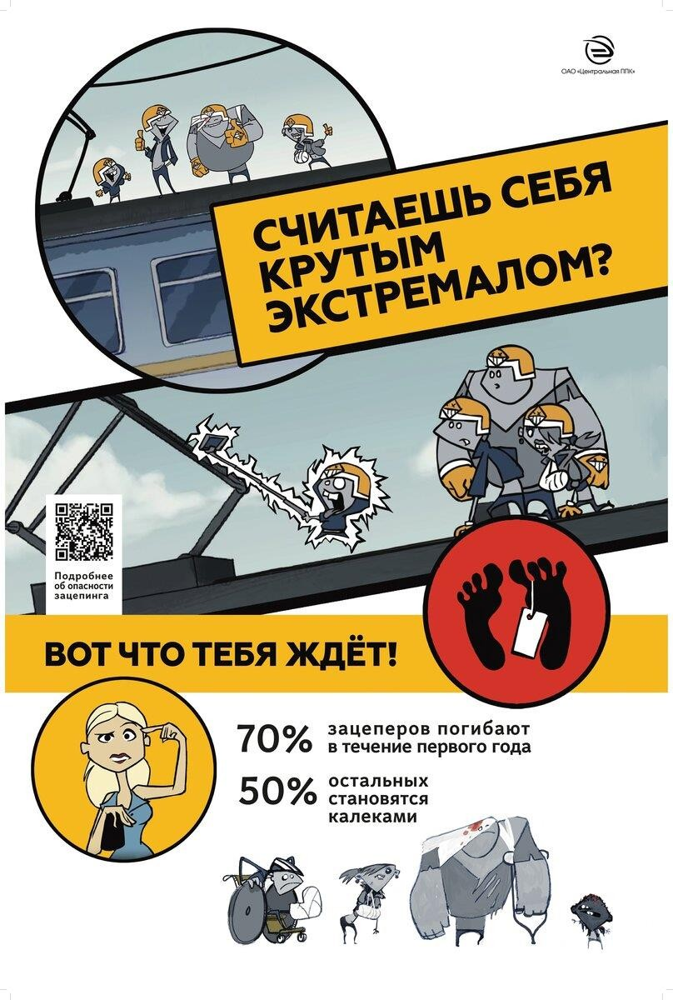 ОАО «Центральная ППК»
СЧИТАЕШЬ СЕБЯ
КРУТЫМ
ЭКСТРЕМАЛОМ?
Подробнее
об опасности
зацепинга
ВОТ ЧТО ТЕБЯ ЖДЁТ!
70% зацеперов погибают
в течение первого года
50% остальных
становятся
калеками